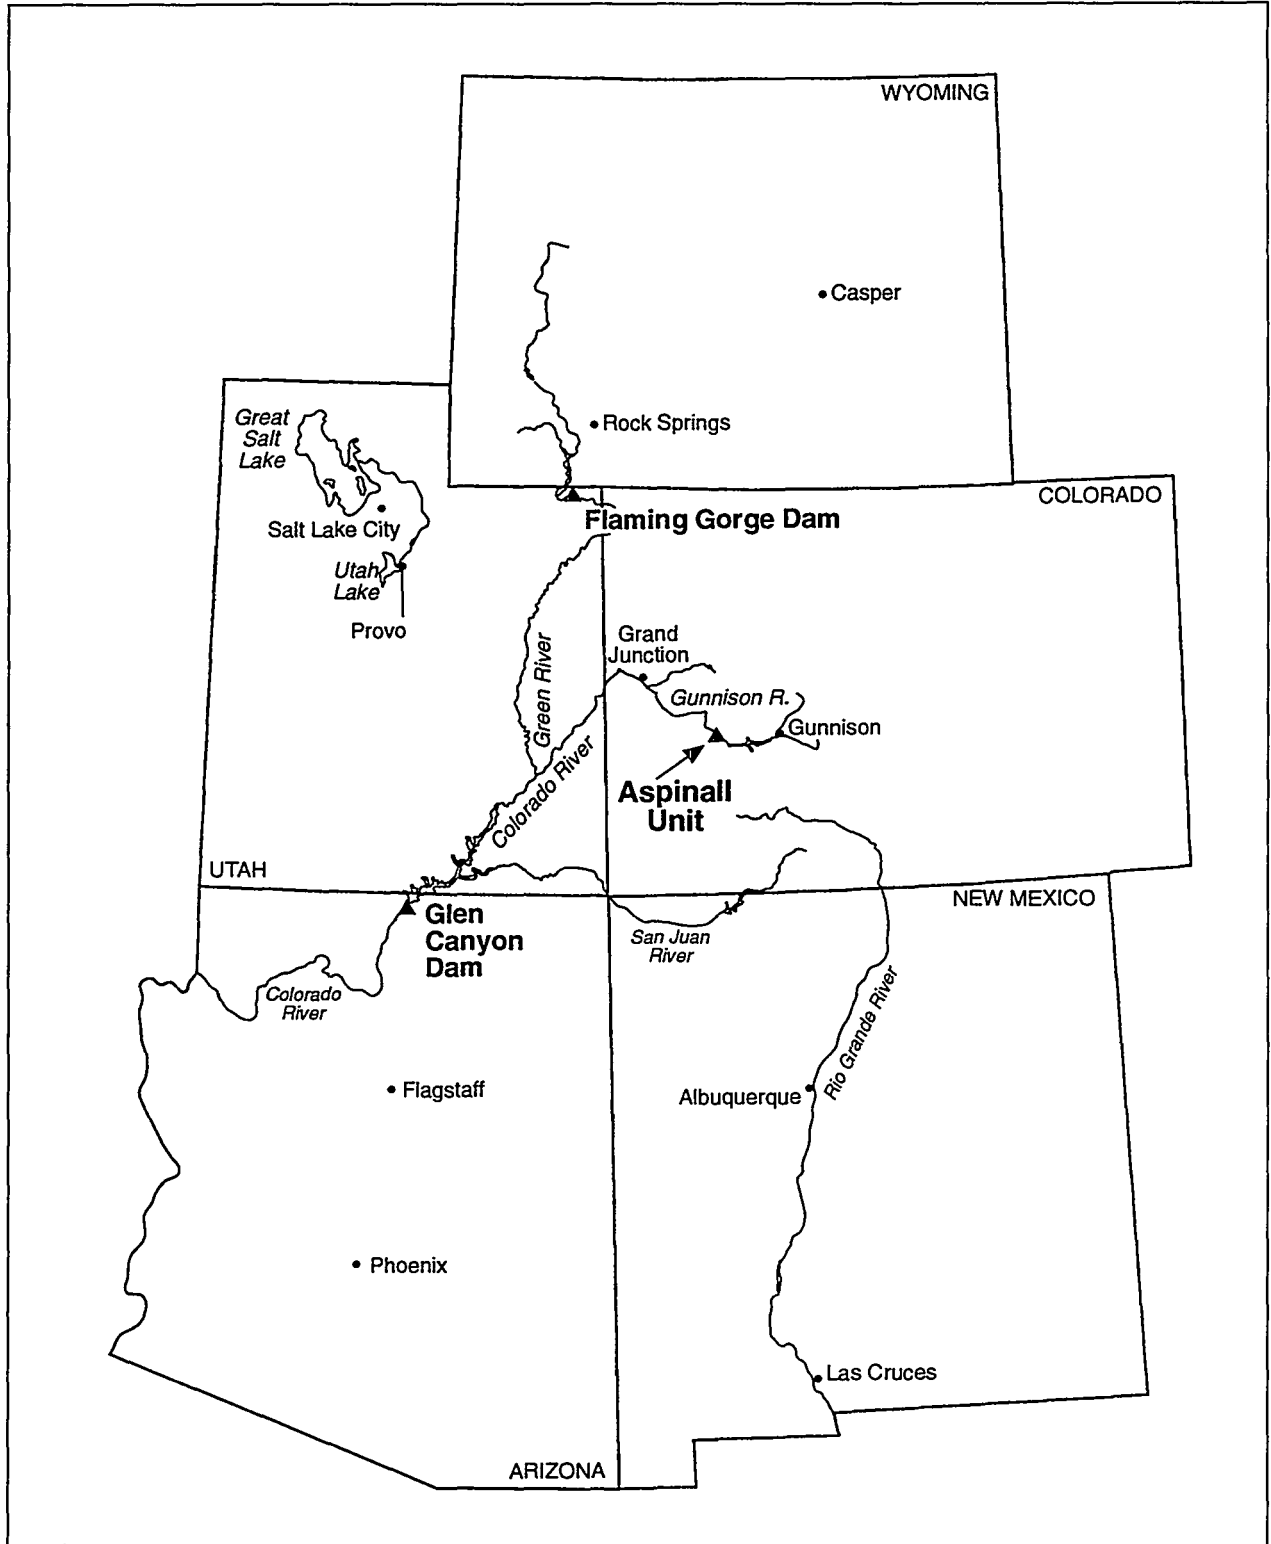 WYOMING
Casper
Rock Springs
Great
Salt
Lake
COLORADO
Salt Lake City
Flaming Gorge Dam
Utah
Lake
Provo
Green River
Grand
Junction
Gunnison R.
Gunnison
Colorado River
Aspinall
Unit
UTAH
NEW MEXICO
Glen
Canyon
Dam
San Juan
River
Colorado
River
Rio Grande River
Flagstaff
Albuquerque
Phoenix
Las Cruces
ARIZONA